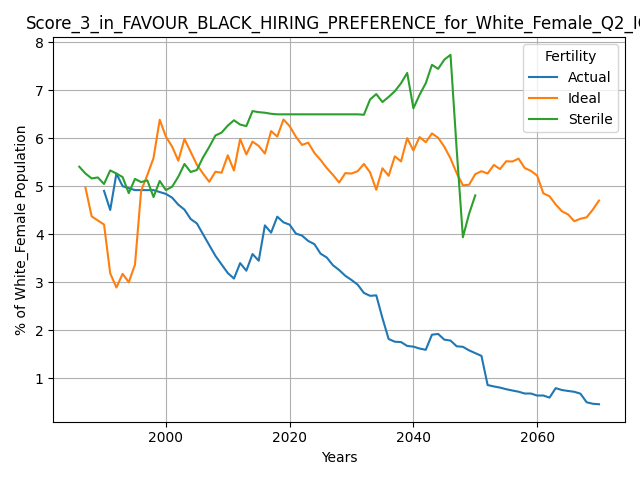 Score_3_in_FAVOUR_BLACK_HIRING_PREFERENCE_for_White_Female_Q2_IQ
% of White_Female Population
8
7
6
5
4
3
2
1
Fertility
Actual
Ideal
Sterile
2000 2020 2040 2060
Years